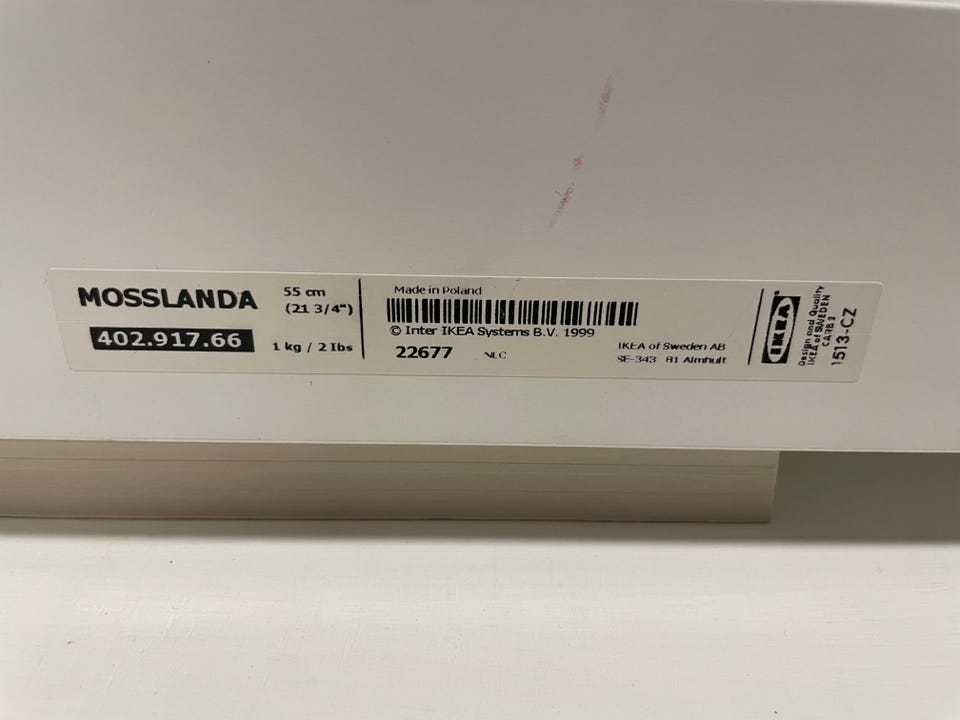 MOSSLANDA
402.917.66
55 cm
(21 3/4")
1 kg / 2 lbs
Made in Poland
© Inter IKEA Systems B.V. 1999
22677 NLC
IKEA of Sweden AB
SE-343 81 Älmhult
IKEA
Design and Quality
IKEA of SWEDEN
CARB 2
1513-CZ